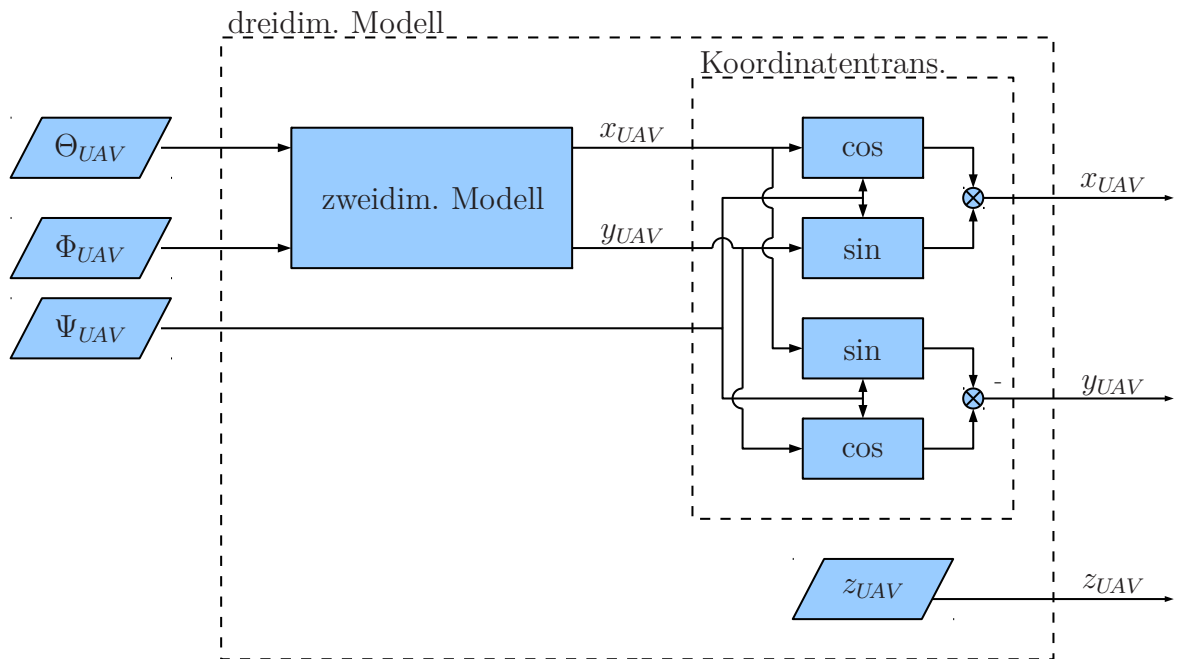 dreidim. Modell
Koordinatentrans.
Θ_UAV
zweidim. Modell
x_UAV
cos
x_UAV
Φ_UAV
y_UAV
sin
Ψ_UAV
sin
-
y_UAV
cos
z_UAV
z_UAV